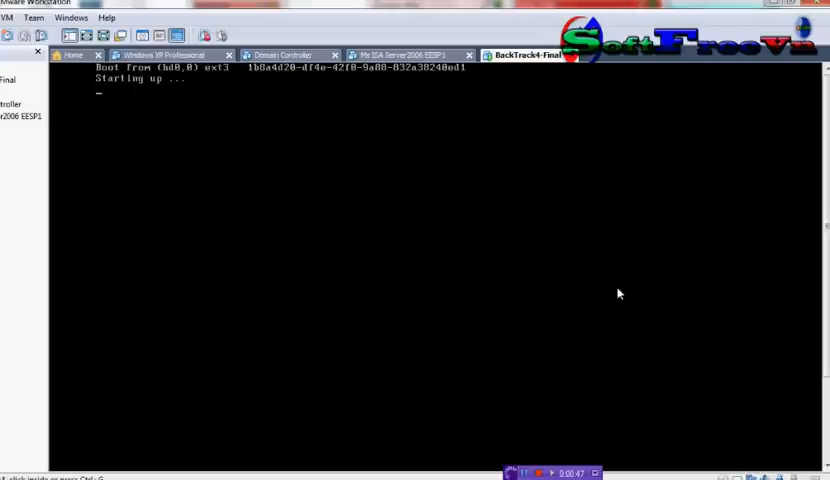 Mware Workstation
VM Team Windows Help
SoftFreeVn
Home Windows XP Professional Domain Controller Ms ISA Server2006 EESP1 BackTrack4-Final
Final
troller
r2006 EESP1
Boot from (hd0,0) ext3 1b8a4d20-df4e-42f0-9a88-832a38240ed1
Starting up ...
_
0:00:47
click inside or press Ctrl+G